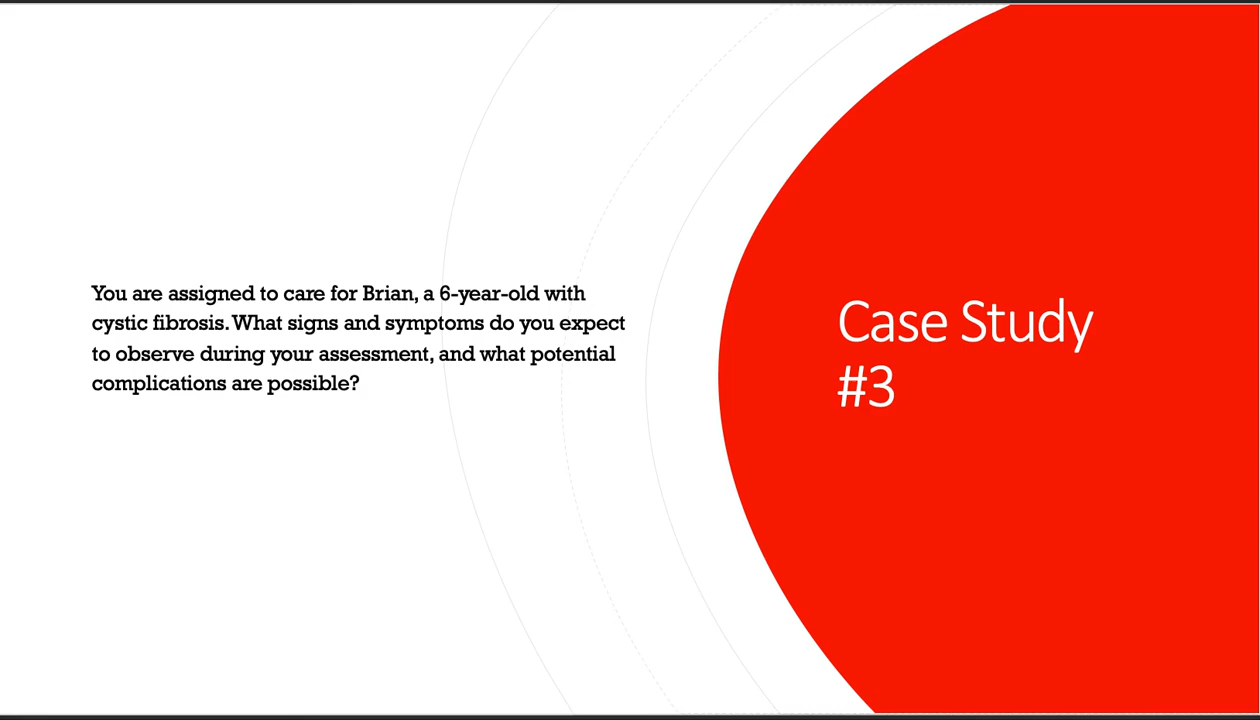 You are assigned to care for Brian, a 6-year-old with
cystic fibrosis. What signs and symptoms do you expect
to observe during your assessment, and what potential
complications are possible?
Case Study
#3